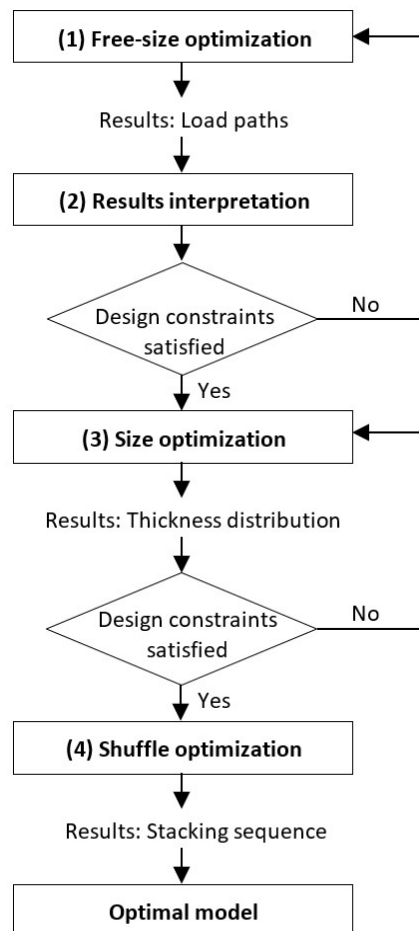 (1) Free-size optimization
Results: Load paths
(2) Results interpretation
Design constraints
satisfied
No
Yes
(3) Size optimization
Results: Thickness distribution
Design constraints
satisfied
No
Yes
(4) Shuffle optimization
Results: Stacking sequence
Optimal model